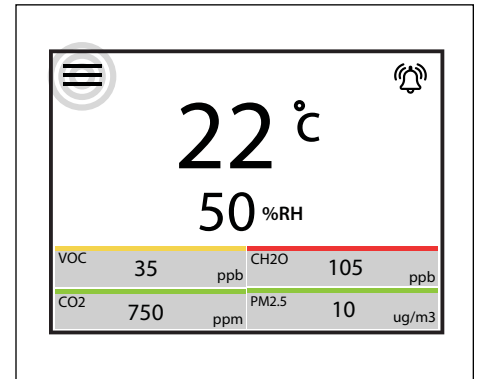 22 °C
50 %RH
VOC 35 ppb
CH2O 105 ppb
CO2 750 ppm
PM2.5 10 ug/m3